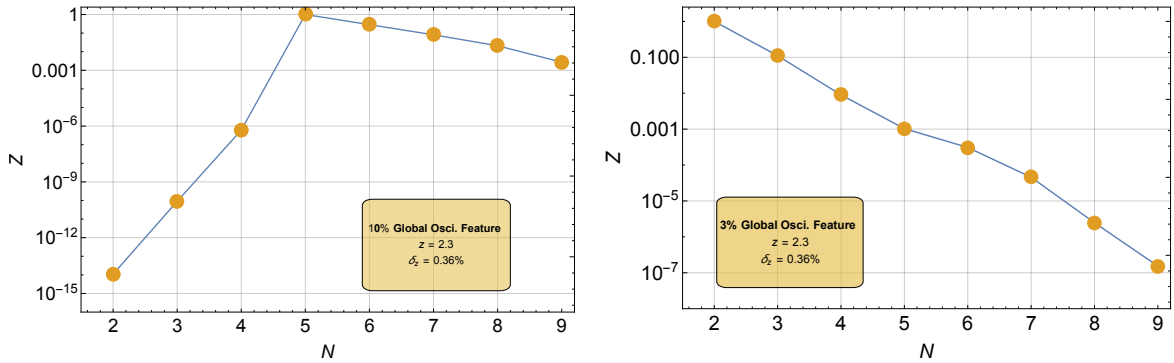 1
0.001
10⁻⁶
10⁻⁹
10⁻¹²
10⁻¹⁵
Z
10% Global Osci. Feature
z = 2.3
δz = 0.36%
2 3 4 5 6 7 8 9
N
0.100
0.001
10⁻⁵
10⁻⁷
Z
3% Global Osci. Feature
z = 2.3
δz = 0.36%
2 3 4 5 6 7 8 9
N